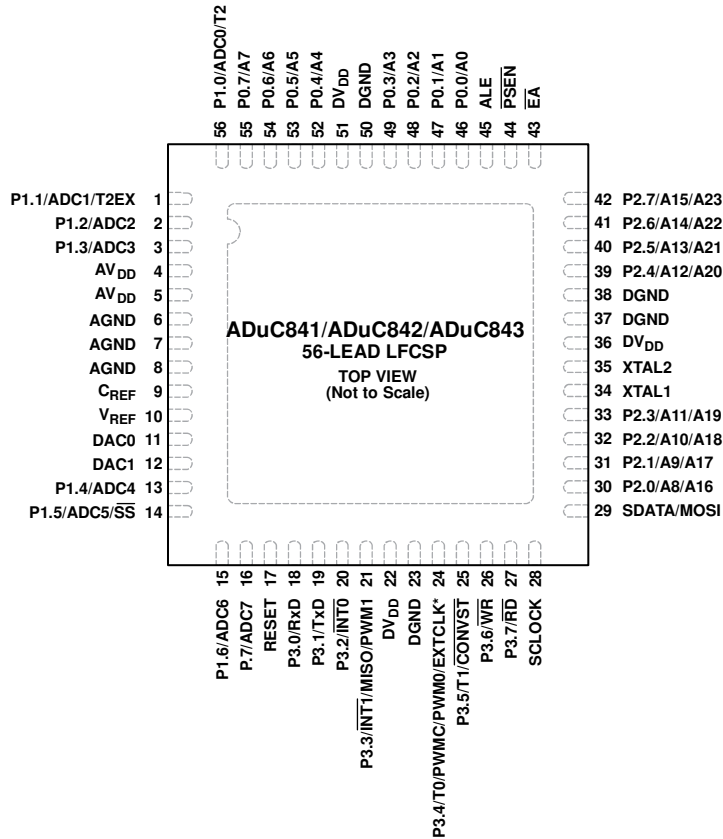 56 P1.0/ADC0/T2
55 P0.7/A7
54 P0.6/A6
53 P0.5/A5
52 P0.4/A4
51 DVDD
50 DGND
49 P0.3/A3
48 P0.2/A2
47 P0.1/A1
46 P0.0/A0
45 ALE
44 P̅S̅E̅N̅
43 E̅A̅
P1.1/ADC1/T2EX 1
P1.2/ADC2 2
P1.3/ADC3 3
AVDD 4
AVDD 5
AGND 6
AGND 7
AGND 8
CREF 9
VREF 10
DAC0 11
DAC1 12
P1.4/ADC4 13
P1.5/ADC5/S̅S̅ 14
ADuC841/ADuC842/ADuC843
56-LEAD LFCSP
TOP VIEW
(Not to Scale)
42 P2.7/A15/A23
41 P2.6/A14/A22
40 P2.5/A13/A21
39 P2.4/A12/A20
38 DGND
37 DGND
36 DVDD
35 XTAL2
34 XTAL1
33 P2.3/A11/A19
32 P2.2/A10/A18
31 P2.1/A9/A17
30 P2.0/A8/A16
29 SDATA/MOSI
P1.6/ADC6 15
P.7/ADC7 16
RESET 17
P3.0/RxD 18
P3.1/TxD 19
P3.2/I̅N̅T̅0̅ 20
P3.3/I̅N̅T̅1̅/MISO/PWM1 21
DVDD 22
DGND 23
P3.4/T0/PWMC/PWM0/EXTCLK* 24
P3.5/T1/C̅O̅N̅V̅S̅T̅ 25
P3.6/W̅R̅ 26
P3.7/R̅D̅ 27
SCLOCK 28